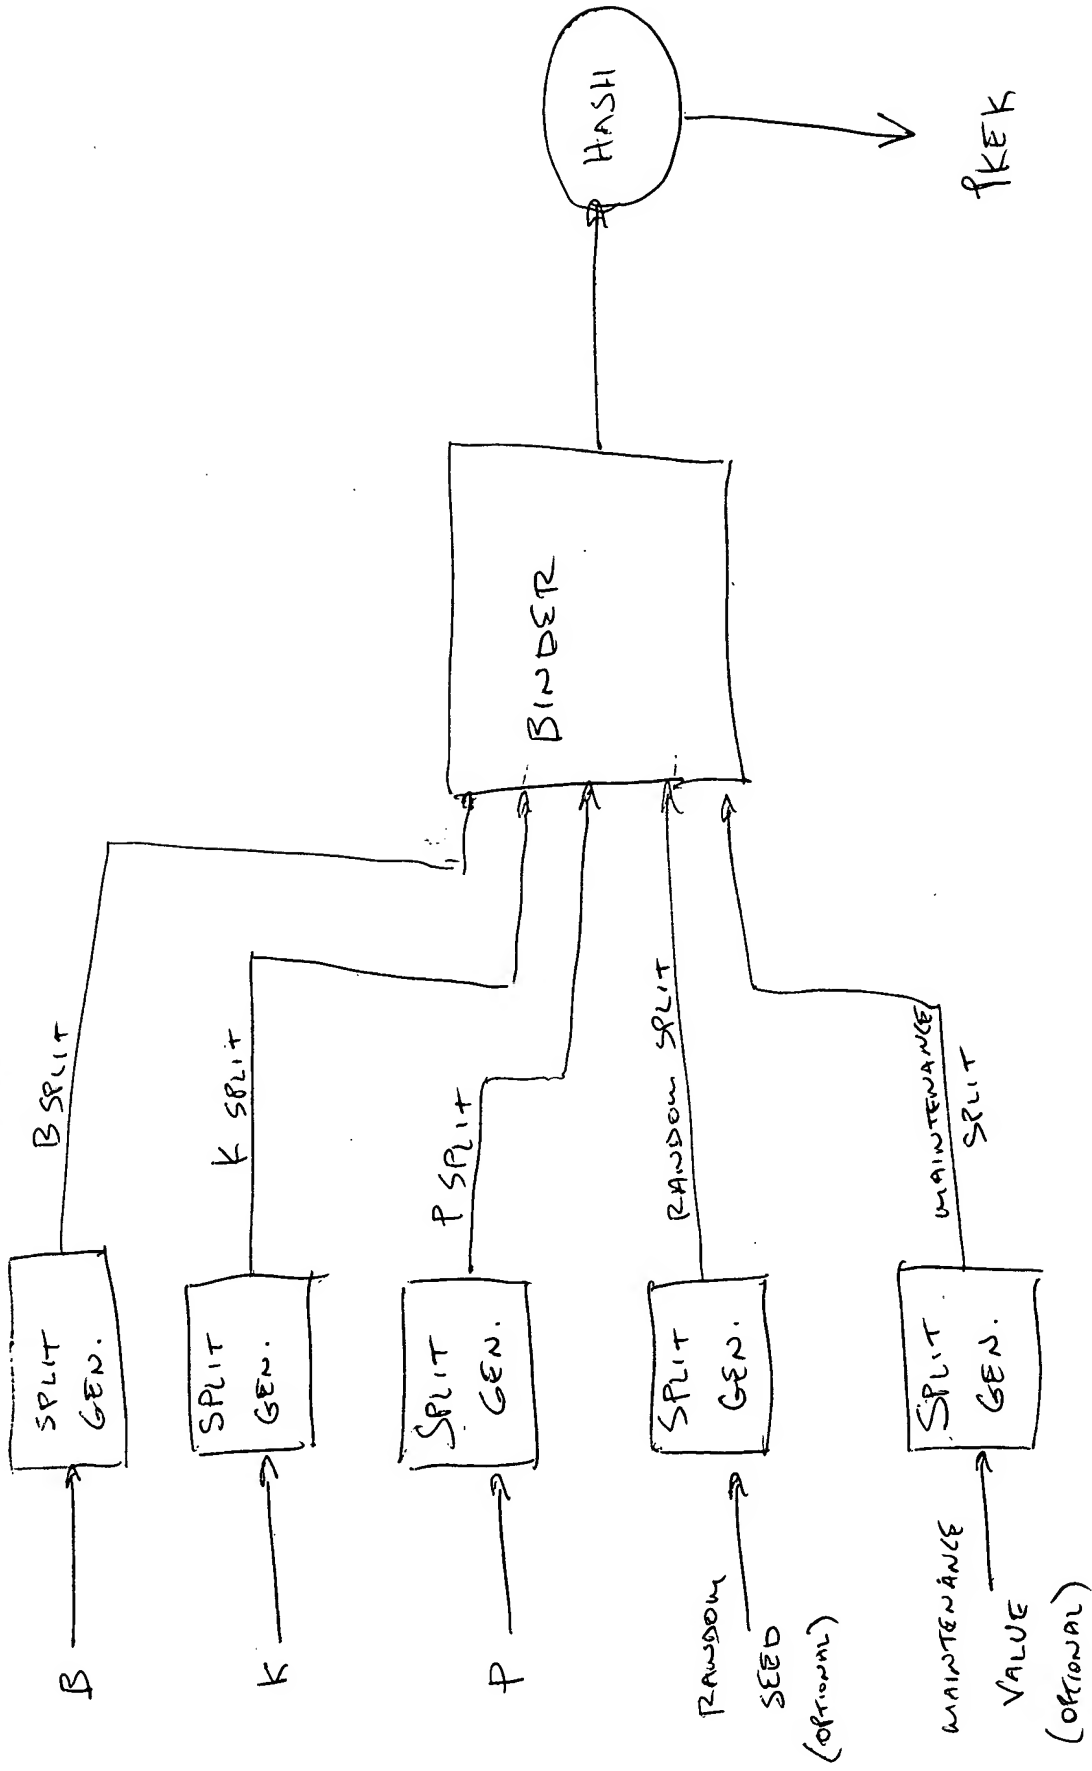 B
SPLIT
GEN.
B SPLIT
K
SPLIT
GEN.
K SPLIT
P
SPLIT
GEN.
P SPLIT
RANDOM
SEED
(OPTIONAL)
SPLIT
GEN.
RANDOM SPLIT
MAINTENANCE
VALUE
(OPTIONAL)
SPLIT
GEN.
MAINTENANCE
SPLIT
BINDER
HASH
PKEK